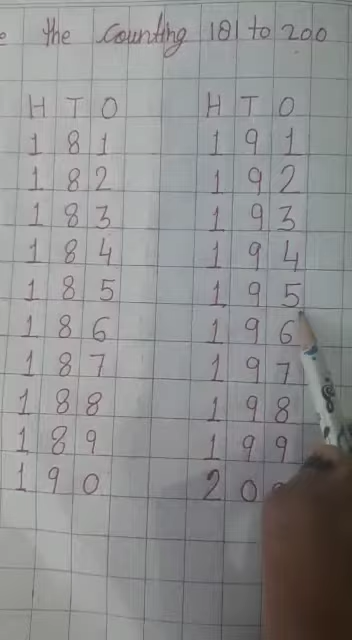 the Counting 181 to 200
H T O H T O
1 8 1 1 9 1
1 8 2 1 9 2
1 8 3 1 9 3
1 8 4 1 9 4
1 8 5 1 9 5
1 8 6 1 9 6
1 8 7 1 9 7
1 8 8 1 9 8
1 8 9 1 9 9
1 9 0 2 0